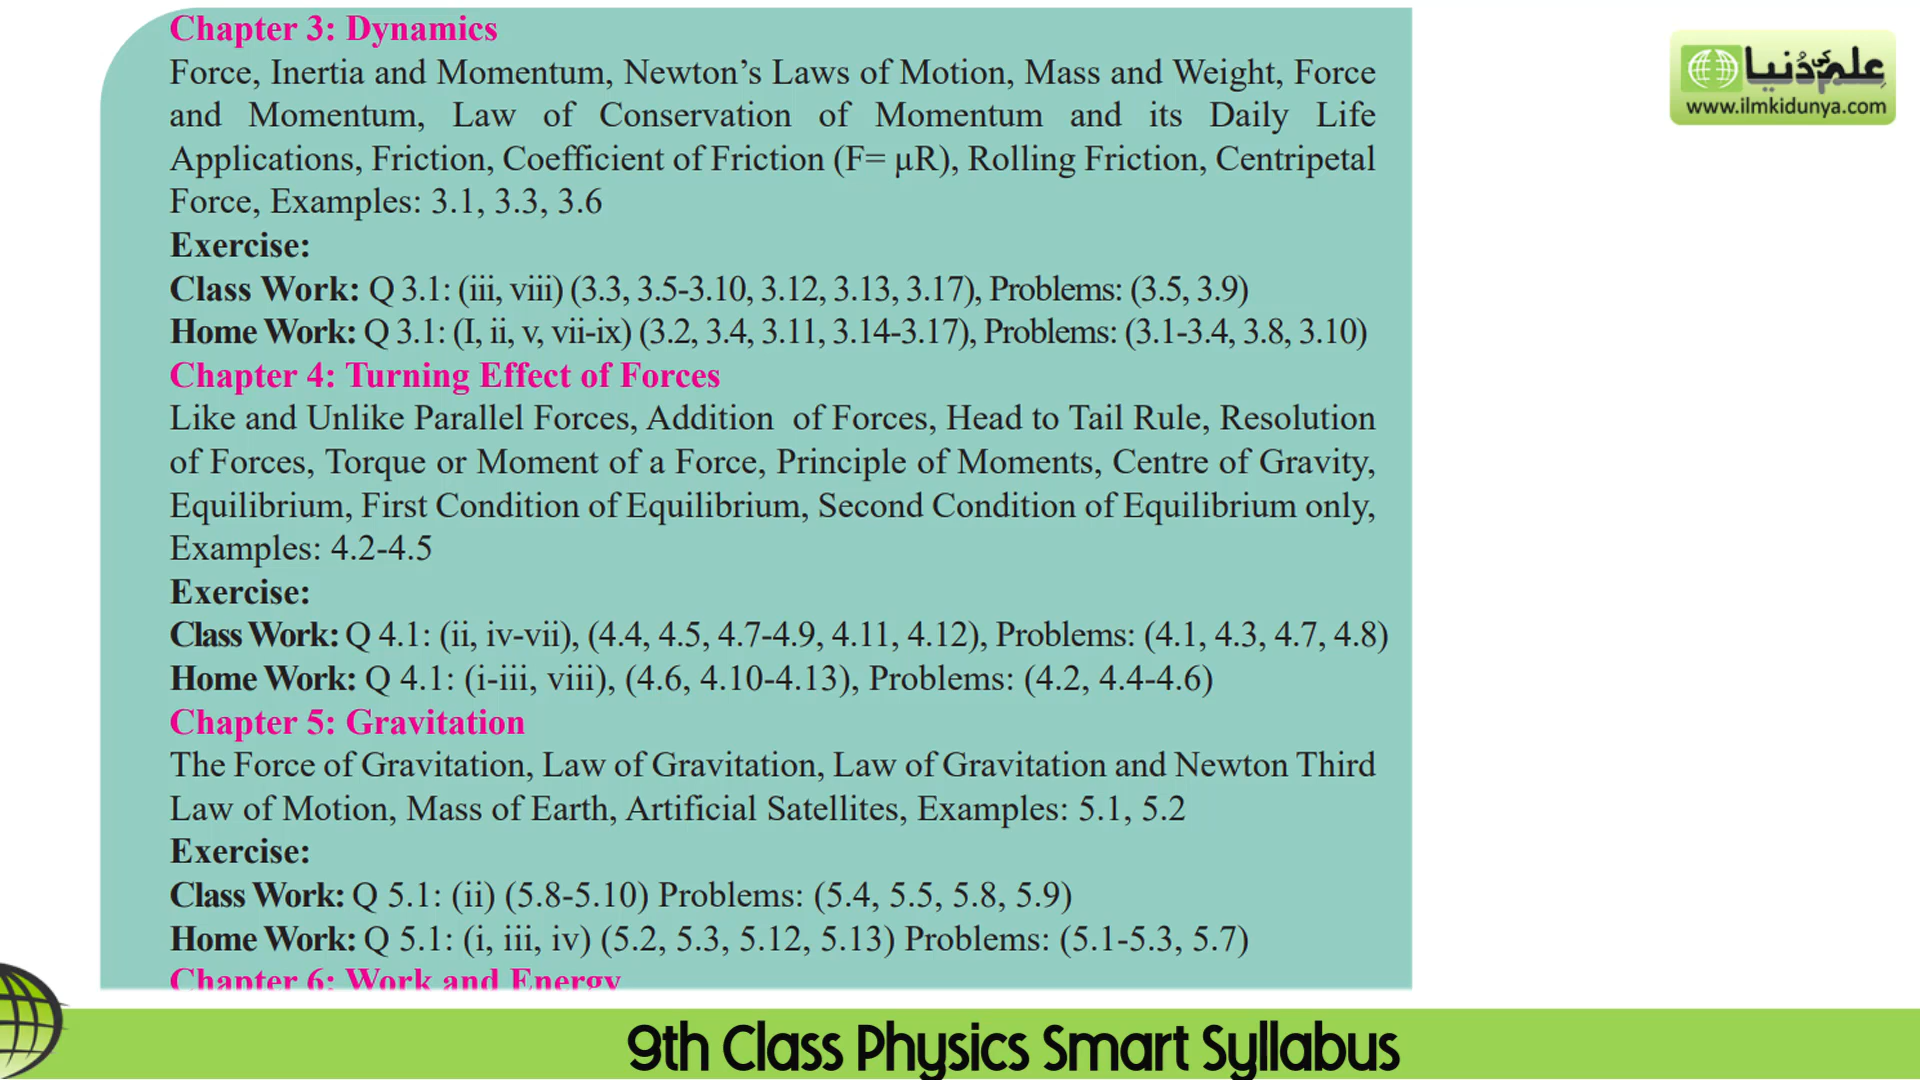 Chapter 3: Dynamics
Force, Inertia and Momentum, Newton’s Laws of Motion, Mass and Weight, Force
and Momentum, Law of Conservation of Momentum and its Daily Life
Applications, Friction, Coefficient of Friction (F= µR), Rolling Friction, Centripetal
Force, Examples: 3.1, 3.3, 3.6
Exercise:
Class Work: Q 3.1: (iii, viii) (3.3, 3.5-3.10, 3.12, 3.13, 3.17), Problems: (3.5, 3.9)
Home Work: Q 3.1: (I, ii, v, vii-ix) (3.2, 3.4, 3.11, 3.14-3.17), Problems: (3.1-3.4, 3.8, 3.10)
Chapter 4: Turning Effect of Forces
Like and Unlike Parallel Forces, Addition  of Forces, Head to Tail Rule, Resolution
of Forces, Torque or Moment of a Force, Principle of Moments, Centre of Gravity,
Equilibrium, First Condition of Equilibrium, Second Condition of Equilibrium only,
Examples: 4.2-4.5
Exercise:
Class Work: Q 4.1: (ii, iv-vii), (4.4, 4.5, 4.7-4.9, 4.11, 4.12), Problems: (4.1, 4.3, 4.7, 4.8)
Home Work: Q 4.1: (i-iii, viii), (4.6, 4.10-4.13), Problems: (4.2, 4.4-4.6)
Chapter 5: Gravitation
The Force of Gravitation, Law of Gravitation, Law of Gravitation and Newton Third
Law of Motion, Mass of Earth, Artificial Satellites, Examples: 5.1, 5.2
Exercise:
Class Work: Q 5.1: (ii) (5.8-5.10) Problems: (5.4, 5.5, 5.8, 5.9)
Home Work: Q 5.1: (i, iii, iv) (5.2, 5.3, 5.12, 5.13) Problems: (5.1-5.3, 5.7)
Chapter 6: Work and Energy
علم کی دُنیا
www.ilmkidunya.com
9th Class Physics Smart Syllabus